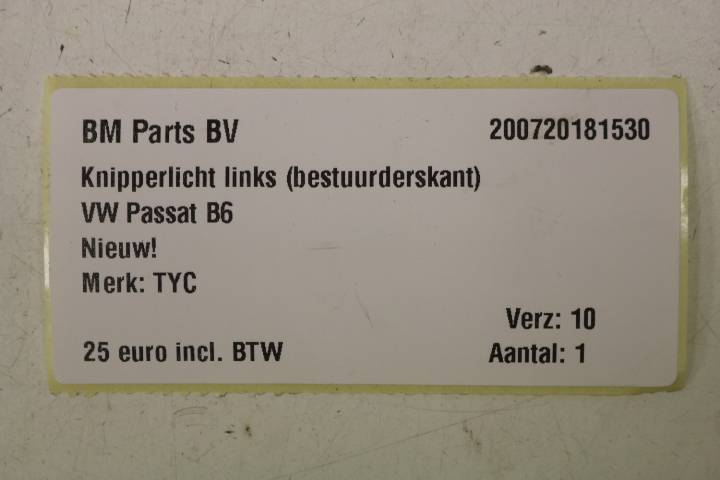 BM Parts BV 200720181530
Knipperlicht links (bestuurderskant)
VW Passat B6
Nieuw!
Merk: TYC
Verz: 10
25 euro incl. BTW Aantal: 1